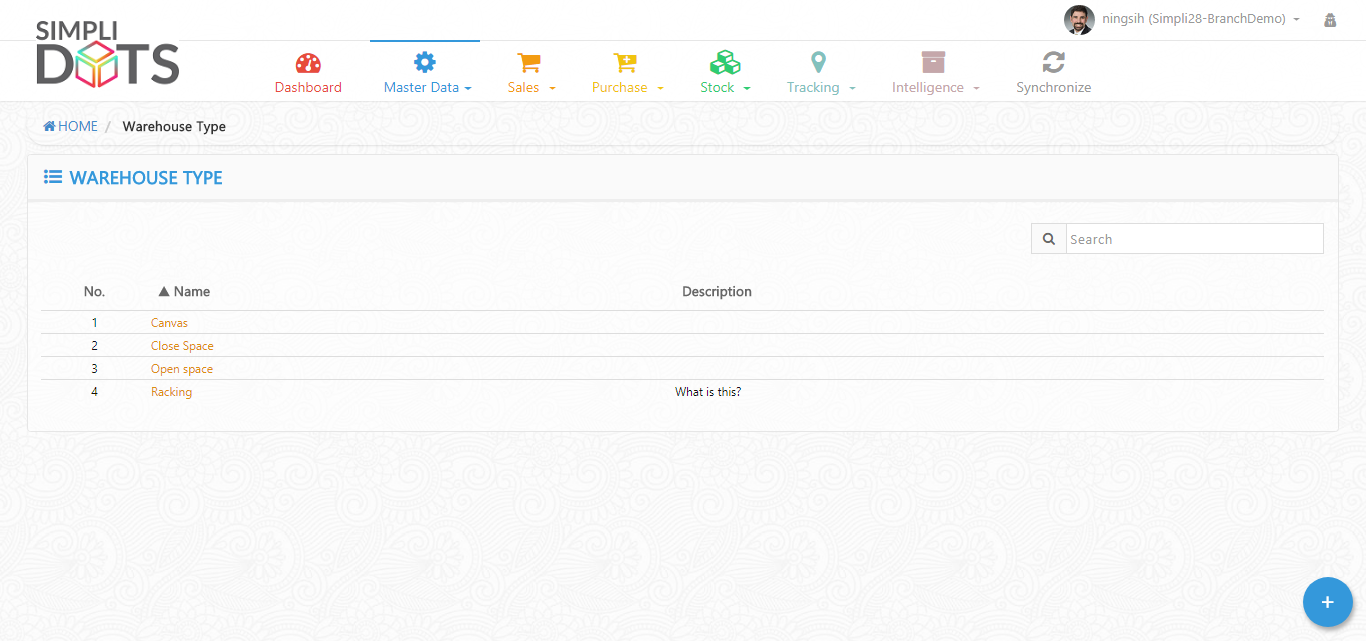 SIMPLI
DOTS
ningsih (Simpli28-BranchDemo)
Dashboard Master Data Sales Purchase Stock Tracking Intelligence Synchronize
HOME / Warehouse Type
WAREHOUSE TYPE
Search
No. ▲ Name Description
1 Canvas
2 Close Space
3 Open space
4 Racking What is this?
+